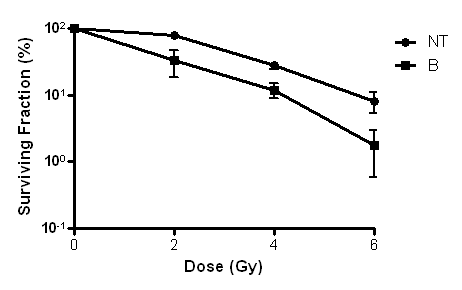 10²
10¹
10⁰
10⁻¹
Surviving Fraction (%)
0 2 4 6
Dose (Gy)
NT
B